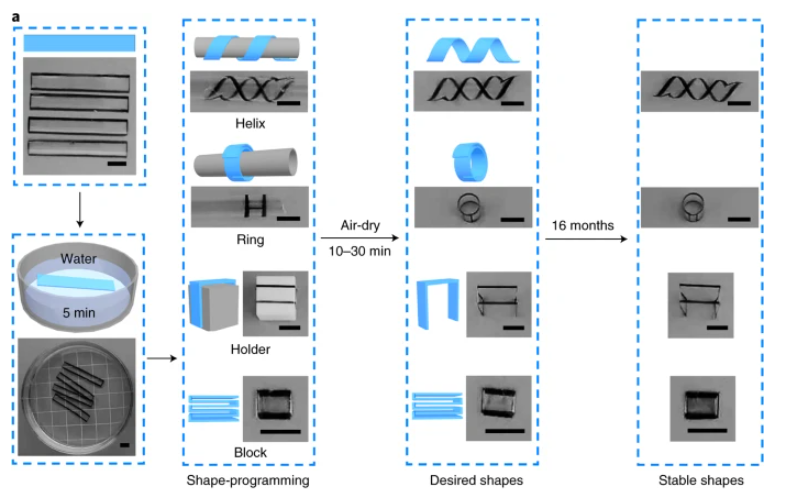 a
Water
5 min
Helix
Ring
Holder
Block
Shape-programming
Air-dry
10–30 min
Desired shapes
16 months
Stable shapes